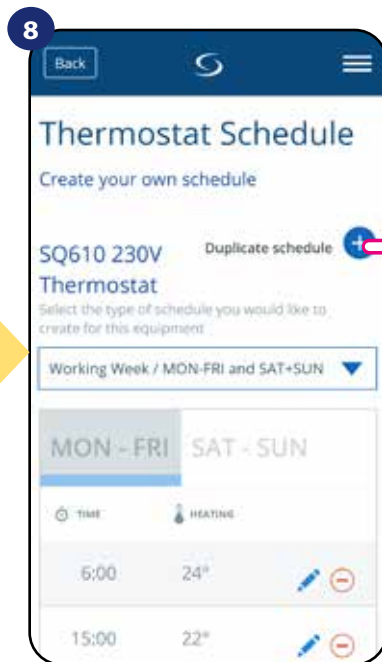 8
Back
Thermostat Schedule
Create your own schedule
SQ610 230V
Thermostat
Duplicate schedule
Select the type of schedule you would like to
create for this equipment
Working Week / MON-FRI and SAT+SUN
MON - FRI SAT - SUN
TIME HEATING
6:00 24°
15:00 22°